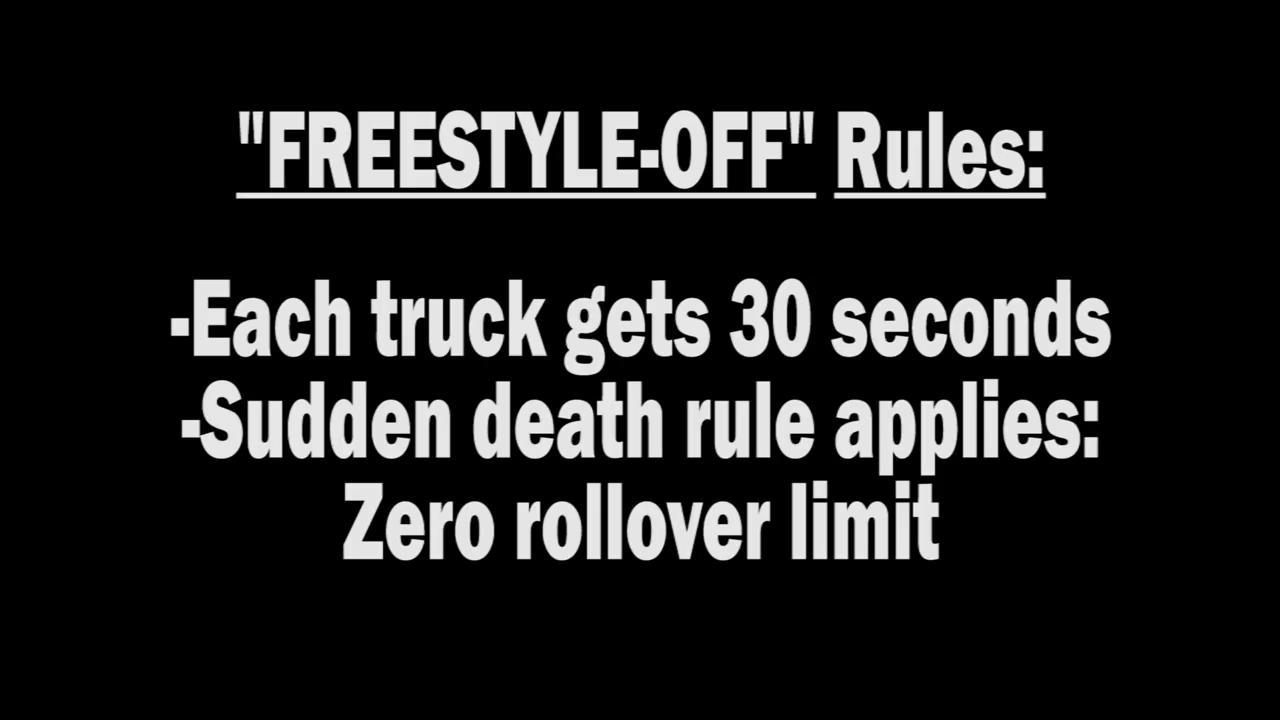 "FREESTYLE-OFF" Rules:
-Each truck gets 30 seconds
-Sudden death rule applies:
Zero rollover limit